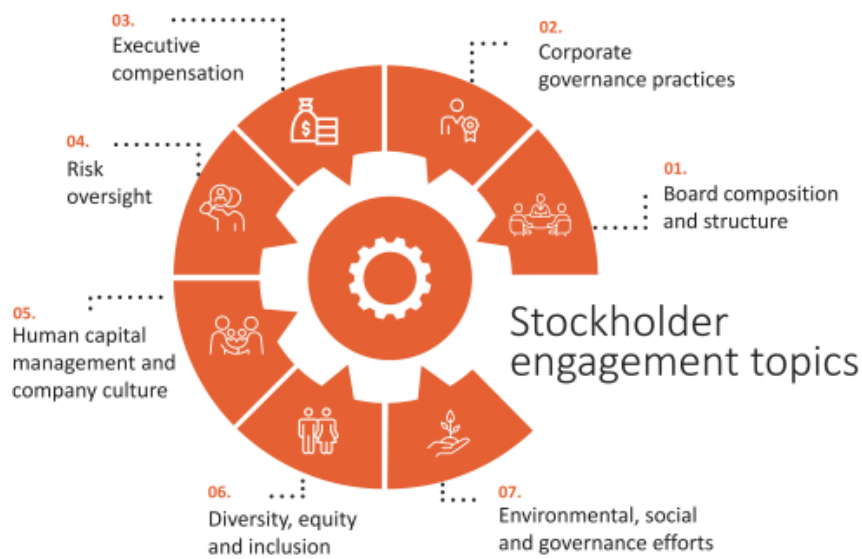 01.
Board composition
and structure
02.
Corporate
governance practices
03.
Executive
compensation
$
04.
Risk
oversight
05.
Human capital
management and
company culture
06.
Diversity, equity
and inclusion
07.
Environmental, social
and governance efforts
Stockholder
engagement topics